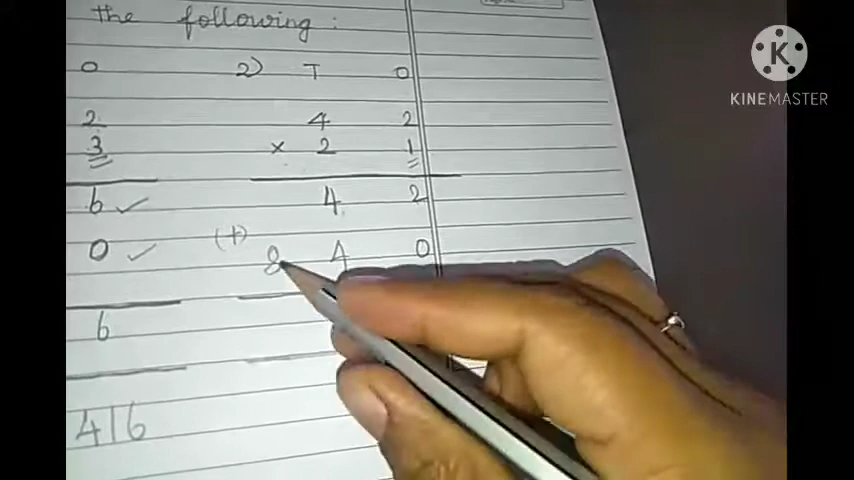 the following :
0 2) T 0
2 4 2
3 × 2 1
6 ✓ 4 2
0 ✓ (+) 8 4 0
6
416
K
KINEMASTER